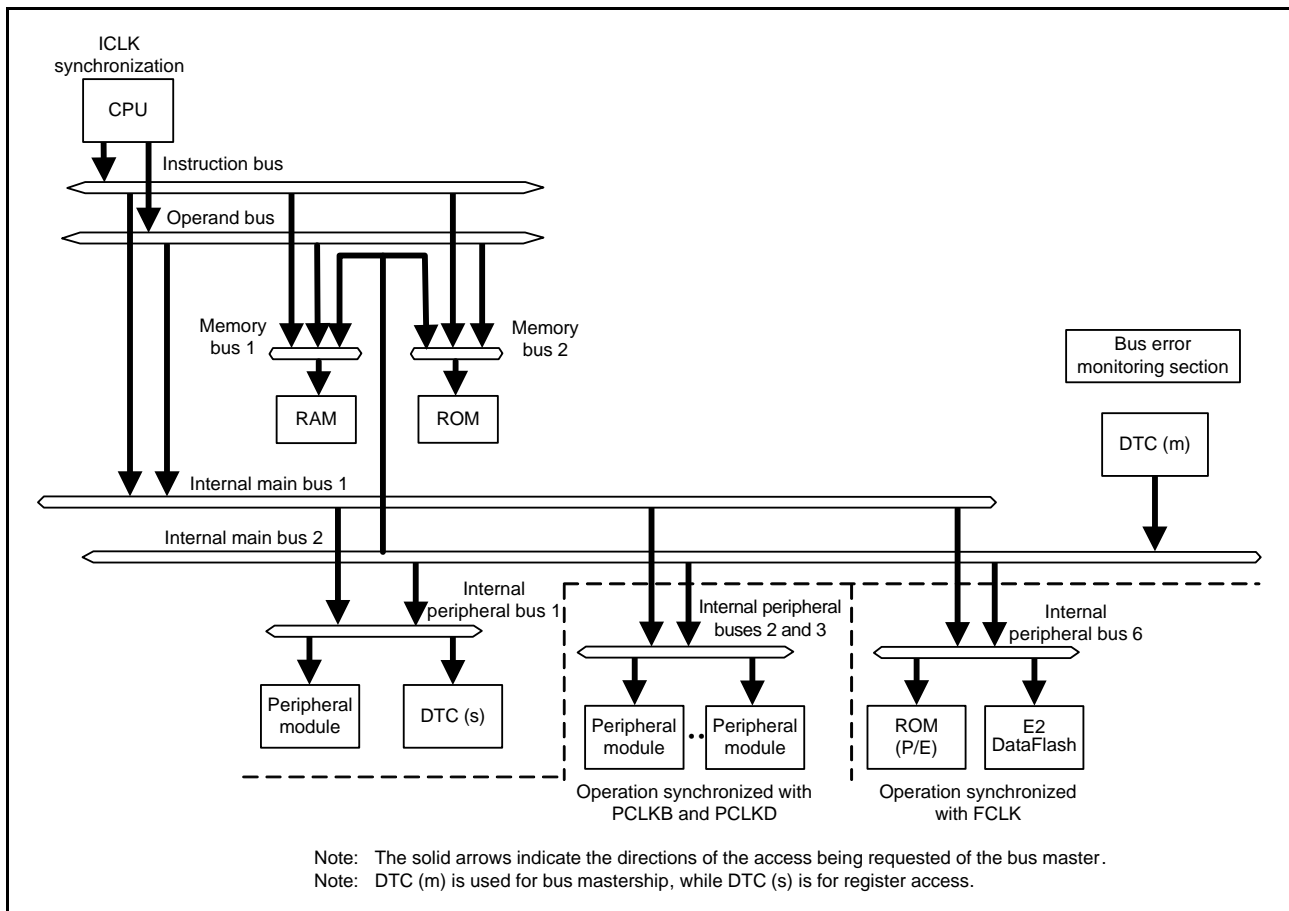 ICLK
synchronization
CPU
Instruction bus
Operand bus
Memory
bus 1
Memory
bus 2
Bus error
monitoring section
RAM
ROM
DTC (m)
Internal main bus 1
Internal main bus 2
Internal
peripheral bus 1
Internal peripheral
buses 2 and 3
Internal
peripheral bus 6
Peripheral
module
DTC (s)
Peripheral
module
Peripheral
module
ROM
(P/E)
E2
DataFlash
Operation synchronized with
PCLKB and PCLKD
Operation synchronized
with FCLK
Note: The solid arrows indicate the directions of the access being requested of the bus master.
Note: DTC (m) is used for bus mastership, while DTC (s) is for register access.